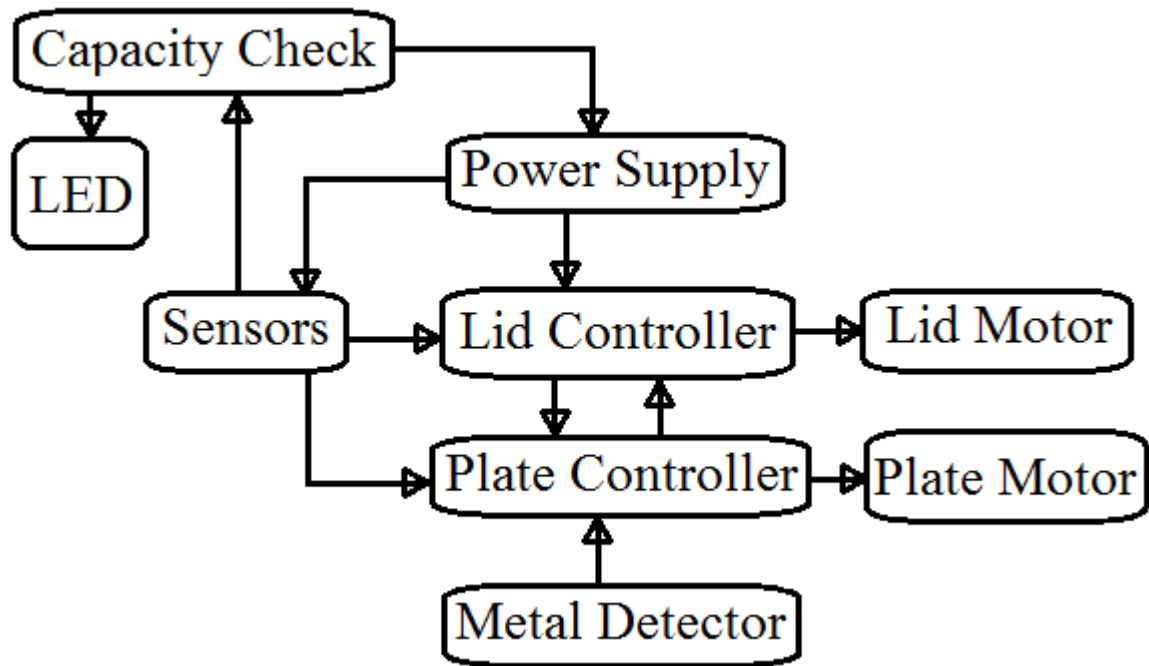 Capacity Check
LED
Power Supply
Sensors
Lid Controller
Lid Motor
Plate Controller
Plate Motor
Metal Detector